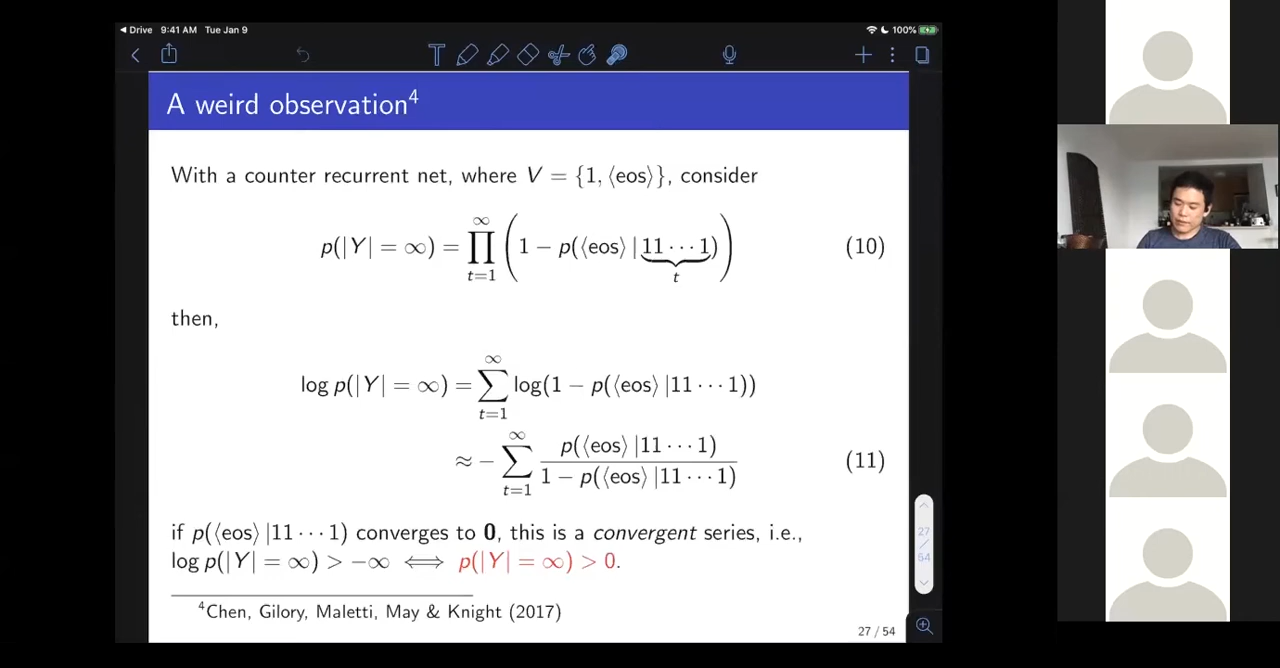 Drive 9:41 AM Tue Jan 9
100%
T
A weird observation⁴
With a counter recurrent net, where V = {1, ⟨eos⟩}, consider
p(|Y| = ∞) = ∏_{t=1}^{∞} (1 − p(⟨eos⟩ | 11 ⋯ 1)) (10)
t
then,
log p(|Y| = ∞) = ∑_{t=1}^{∞} log(1 − p(⟨eos⟩ |11 ⋯ 1))
≈ − ∑_{t=1}^{∞} p(⟨eos⟩ |11 ⋯ 1) / 1 − p(⟨eos⟩ |11 ⋯ 1) (11)
if p(⟨eos⟩ |11 ⋯ 1) converges to 0, this is a convergent series, i.e.,
log p(|Y| = ∞) > −∞ ⟺ p(|Y| = ∞) > 0.
⁴Chen, Gilory, Maletti, May & Knight (2017)
27 / 54
27
/
54